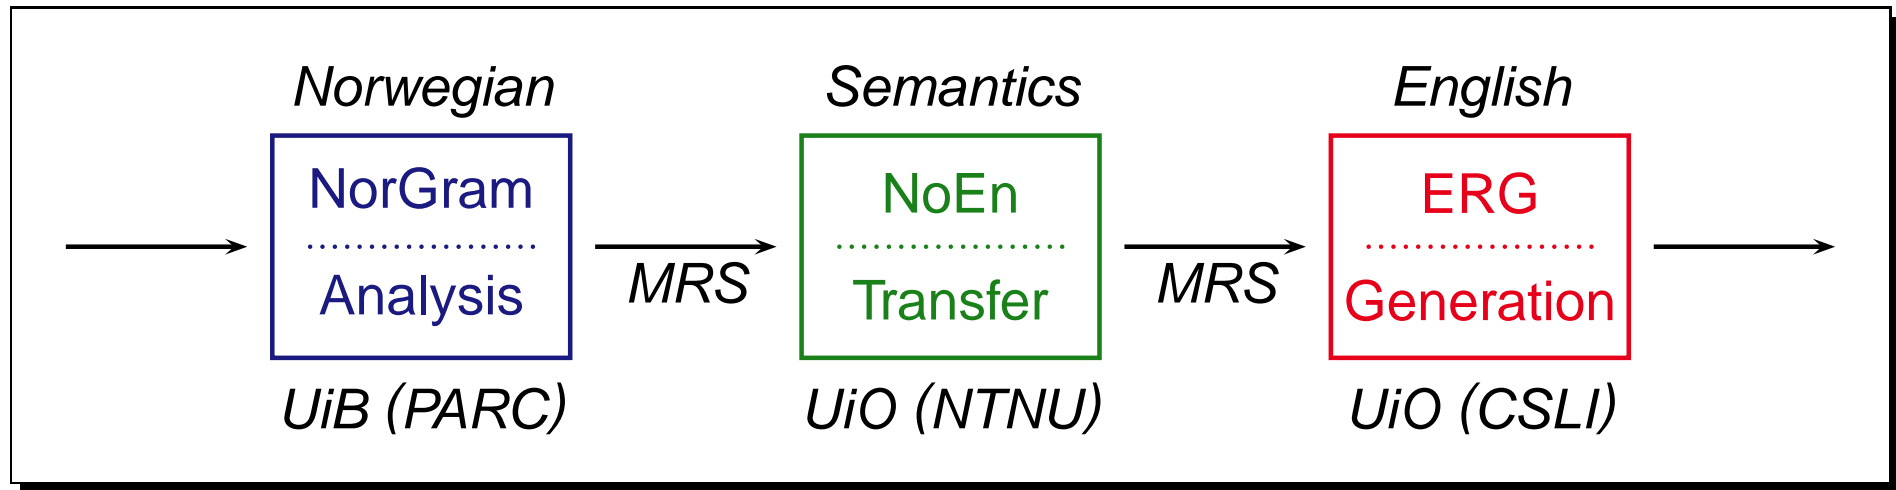 Norwegian
NorGram
Analysis
UiB (PARC)
MRS
Semantics
NoEn
Transfer
UiO (NTNU)
MRS
English
ERG
Generation
UiO (CSLI)